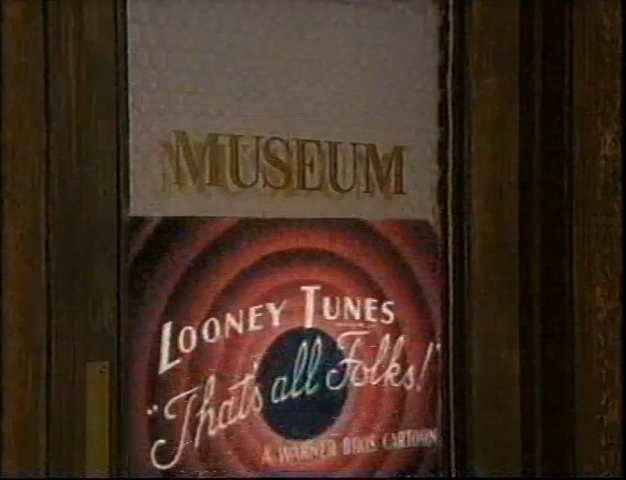 MUSEUM
LOONEY TUNES
"That's all Folks!"
A WARNER BROS. CARTOON